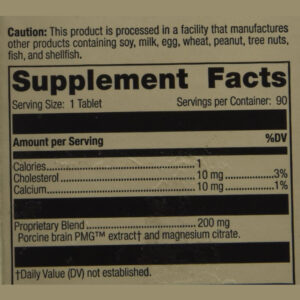 Caution: This product is processed in a facility that manufactures
other products containing soy, milk, egg, wheat, peanut, tree nuts,
fish, and shellfish.
Supplement Facts
Serving Size: 1 Tablet Servings per Container: 90
Amount per Serving %DV
Calories 1
Cholesterol 10 mg 3%
Calcium 10 mg 1%
Proprietary Blend 200 mg
Porcine brain PMG™ extract† and magnesium citrate.
†Daily Value (DV) not established.